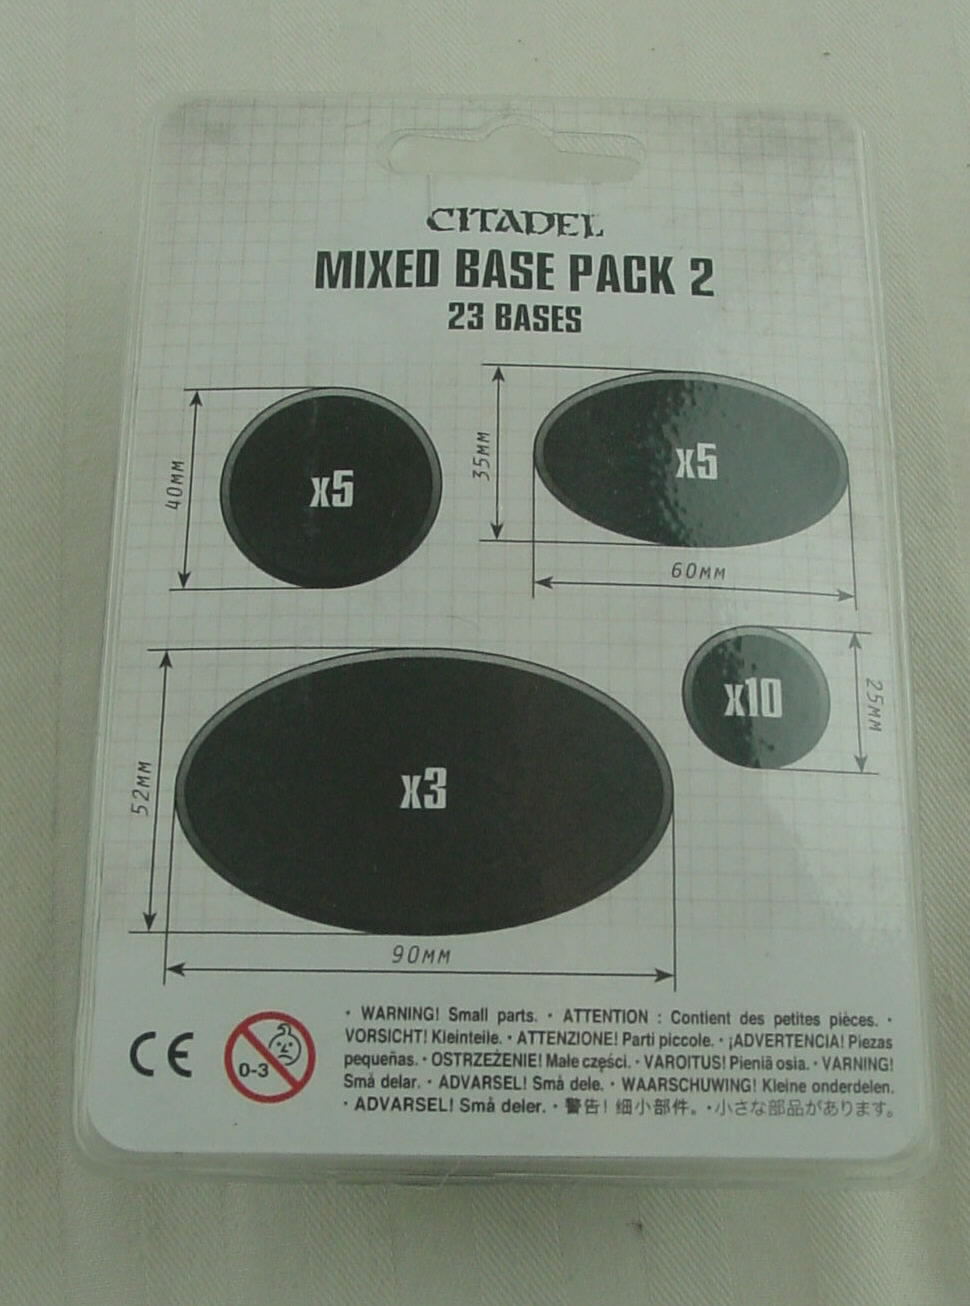 CITADEL
MIXED BASE PACK 2
23 BASES
40MM
x5
35MM
x5
60MM
52MM
x3
90MM
x10
25MM
CE
0-3
· WARNING! Small parts. · ATTENTION : Contient des petites pièces. ·
VORSICHT! Kleinteile. · ATTENZIONE! Parti piccole. · ¡ADVERTENCIA! Piezas
pequeñas. · OSTRZEŻENIE! Małe części. · VAROITUS! Pieniä osia. · VARNING!
Små delar. · ADVARSEL! Små dele. · WAARSCHUWING! Kleine onderdelen.
· ADVARSEL! Små deler. · 警告! 细小部件。·小さな部品があります。